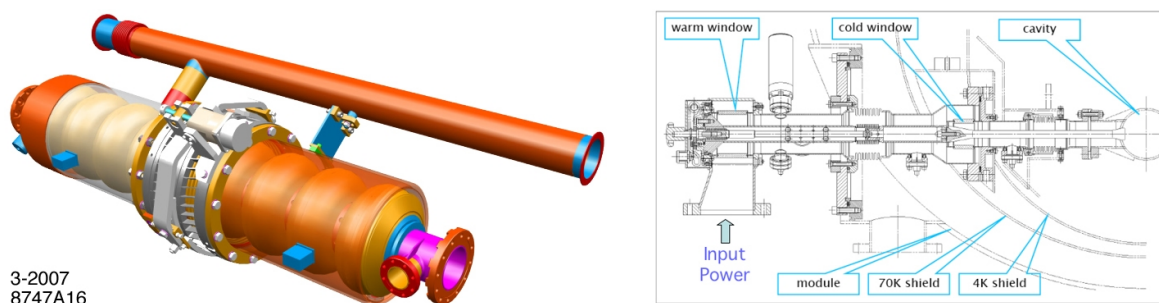 3-2007
8747A16
warm window
cold window
cavity
Input
Power
module
70K shield
4K shield